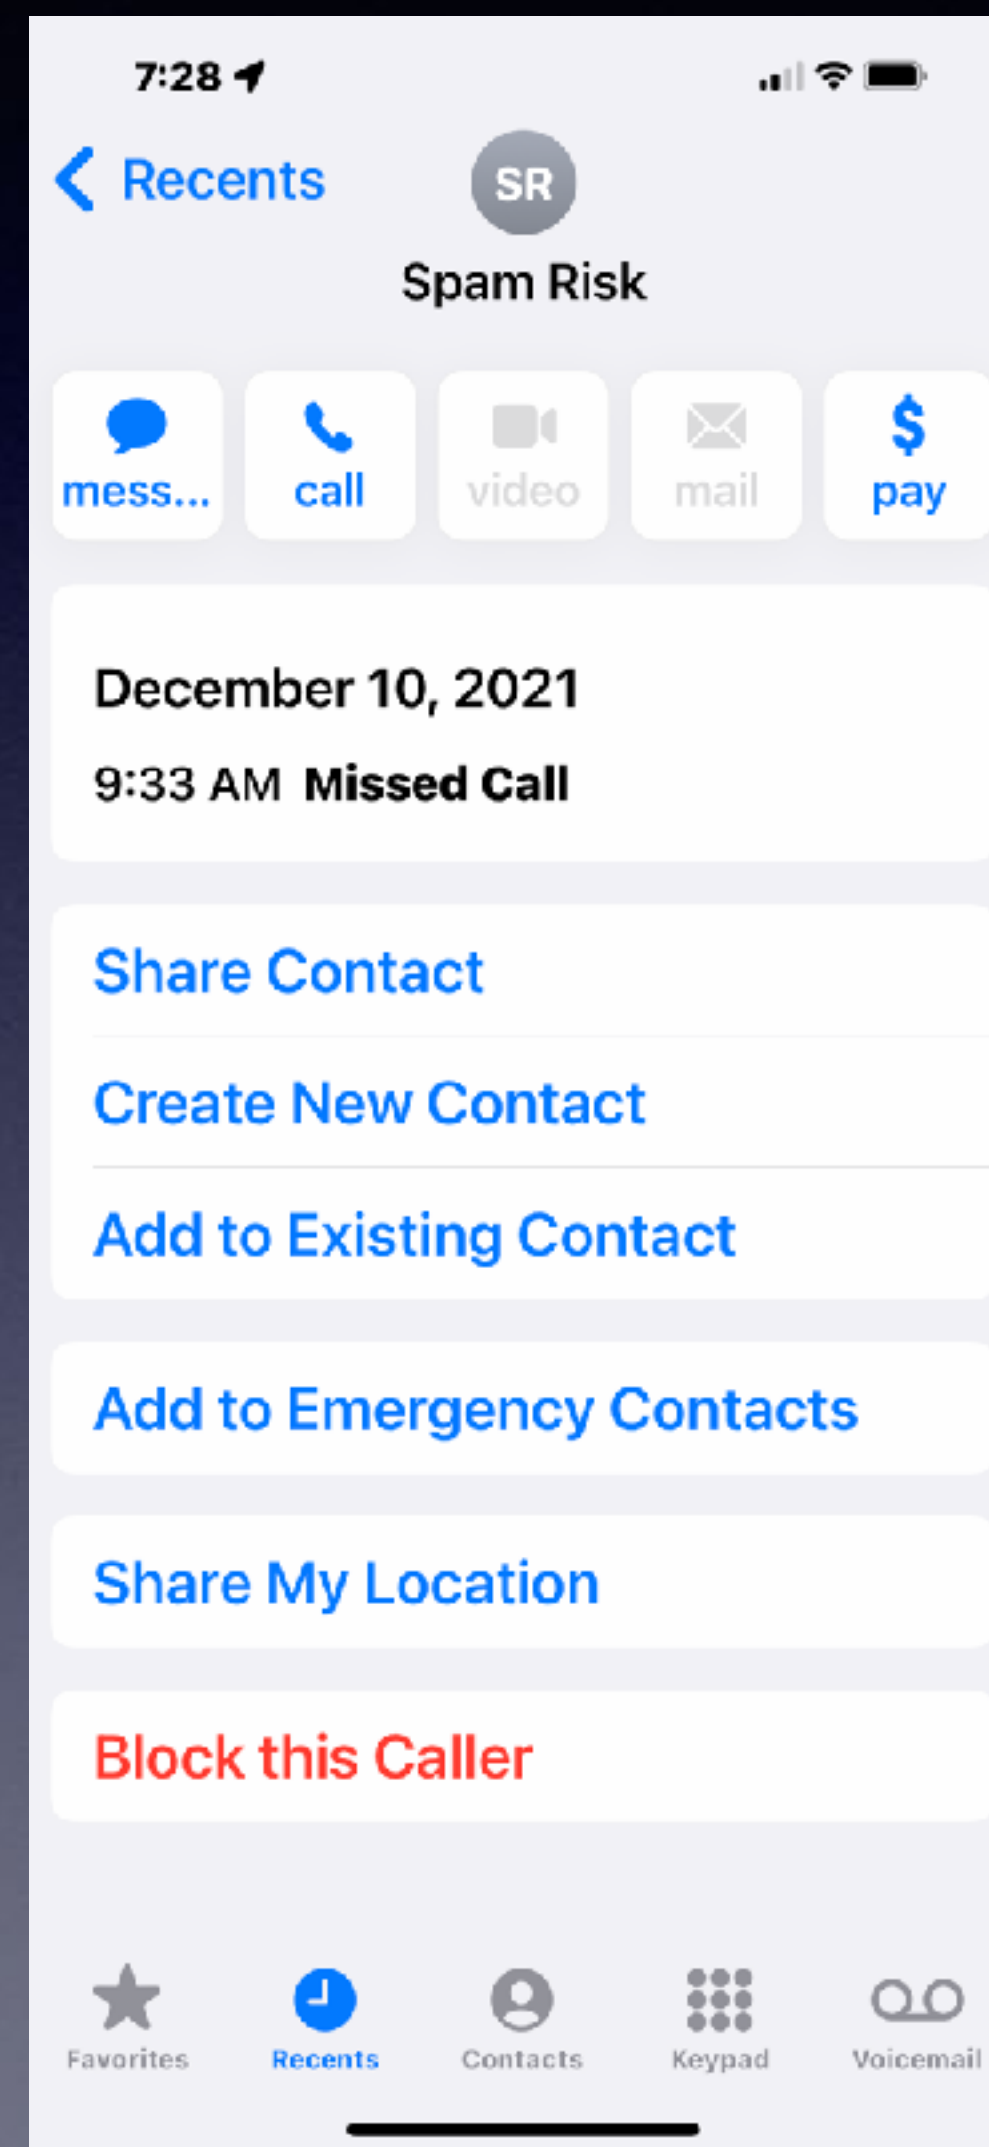 7:28
Recents
SR
Spam Risk
mess...
call
video
mail
$
pay
December 10, 2021
9:33 AM Missed Call
Share Contact
Create New Contact
Add to Existing Contact
Add to Emergency Contacts
Share My Location
Block this Caller
Favorites
Recents
Contacts
Keypad
Voicemail